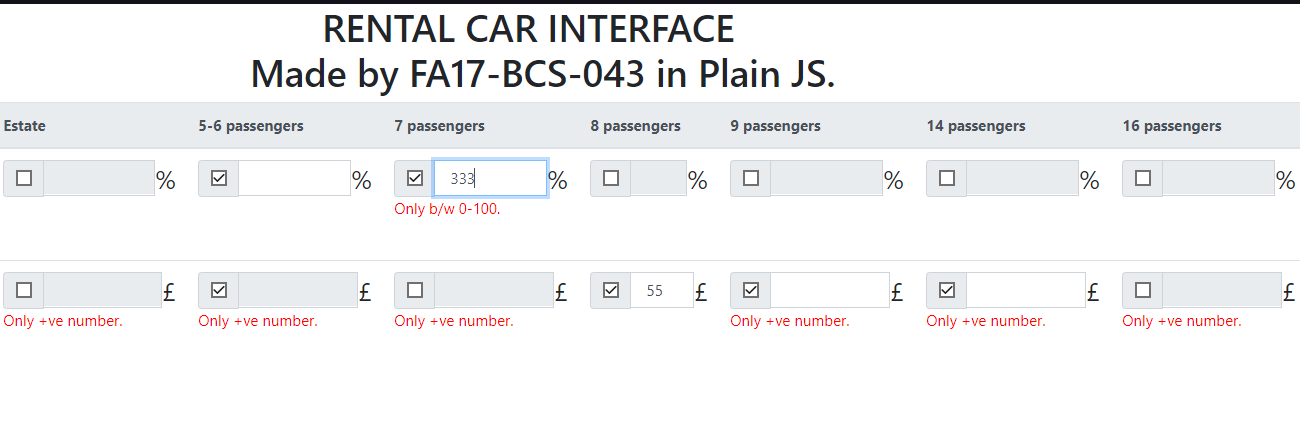 RENTAL CAR INTERFACE
Made by FA17-BCS-043 in Plain JS.
Estate 5-6 passengers 7 passengers 8 passengers 9 passengers 14 passengers 16 passengers
% % 333 % % % % %
Only b/w 0-100.
£ £ £ 55 £ £ £ £
Only +ve number. Only +ve number. Only +ve number. Only +ve number. Only +ve number. Only +ve number.